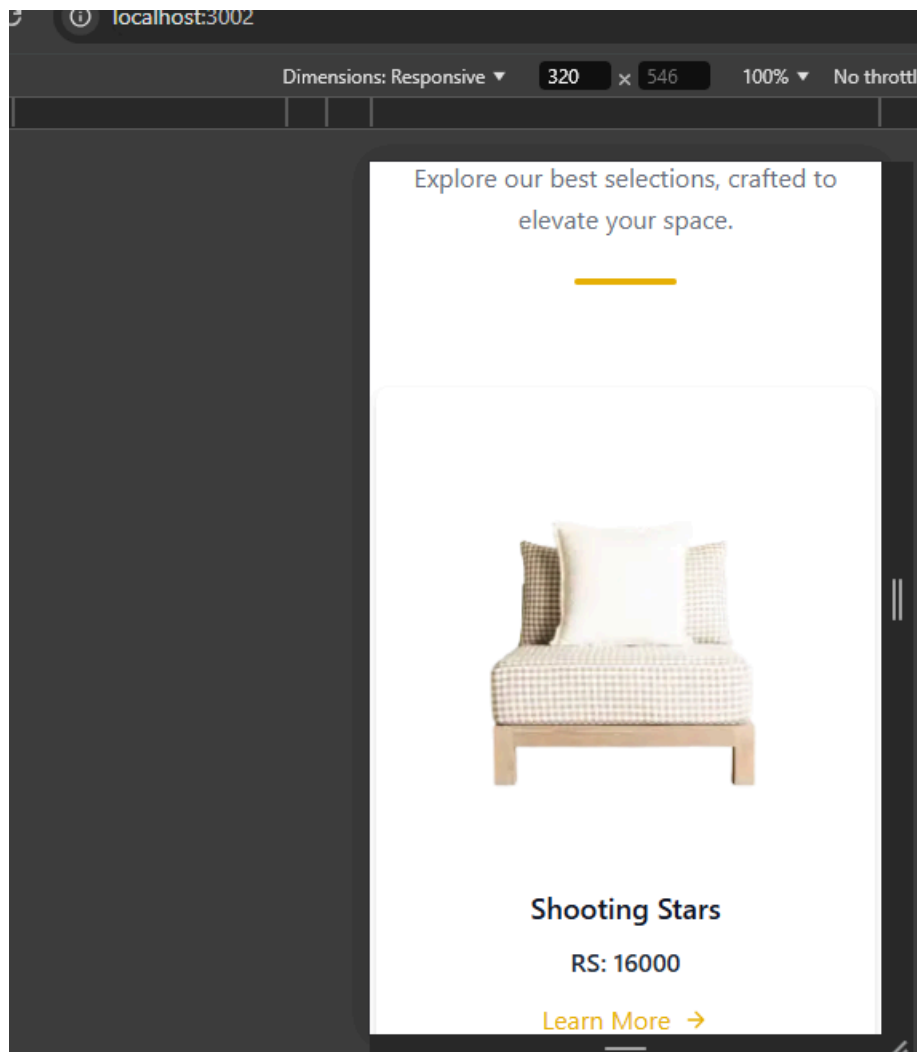 localhost:3002
Dimensions: Responsive ▼ 320 × 546 100% ▼ No throttl
Explore our best selections, crafted to
elevate your space.
Shooting Stars
RS: 16000
Learn More →